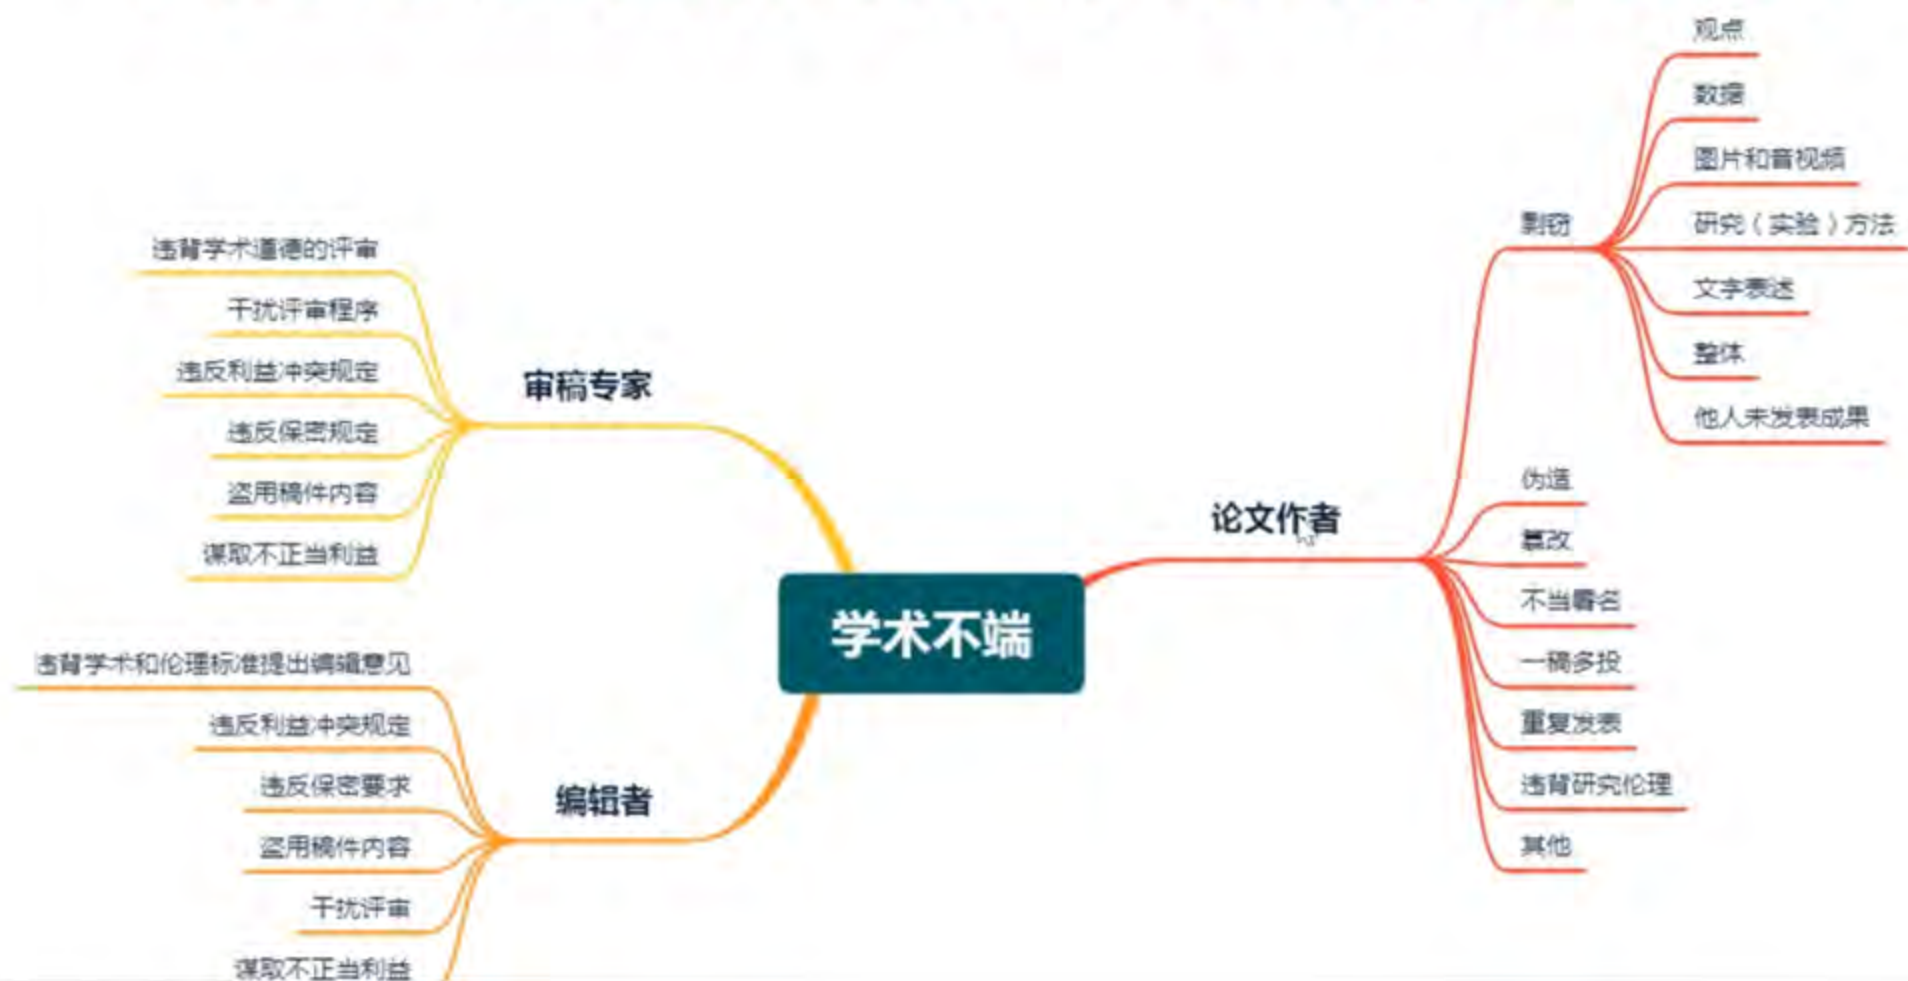 学术不端
论文作者
剽窃
观点
数据
图片和音视频
研究（实验）方法
文字表述
整体
他人未发表成果
伪造
篡改
不当署名
一稿多投
重复发表
违背研究伦理
其他
审稿专家
违背学术道德的评审
干扰评审程序
违反利益冲突规定
违反保密规定
盗用稿件内容
谋取不正当利益
编辑者
违背学术和伦理标准提出编辑意见
违反利益冲突规定
违反保密要求
盗用稿件内容
干扰评审
谋取不正当利益